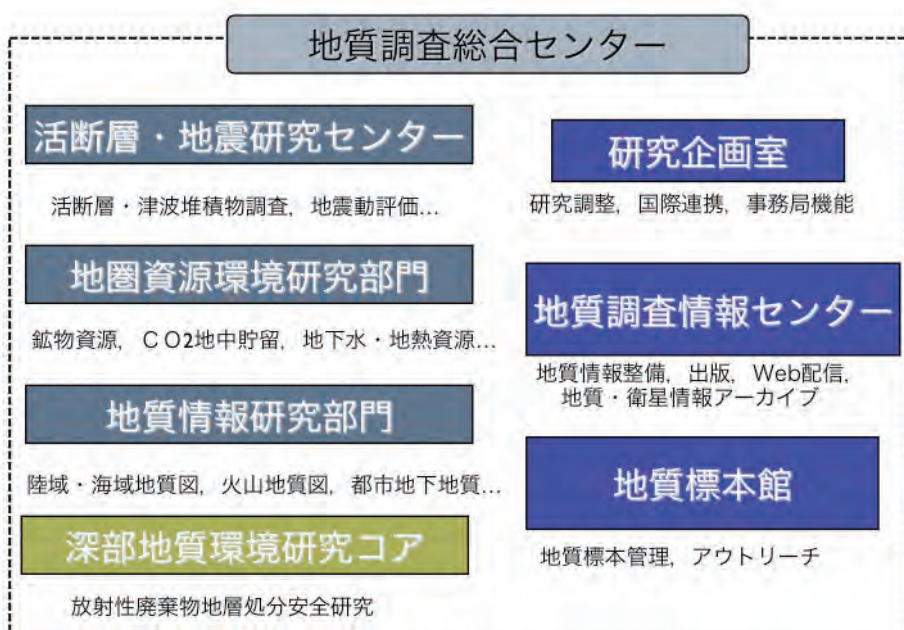 地質調査総合センター
活断層・地震研究センター
活断層・津波堆積物調査，地震動評価…
地圏資源環境研究部門
鉱物資源，ＣＯ2地中貯留，地下水・地熱資源…
地質情報研究部門
陸域・海域地質図，火山地質図，都市地下地質…
深部地質環境研究コア
放射性廃棄物地層処分安全研究
研究企画室
研究調整，国際連携，事務局機能
地質調査情報センター
地質情報整備，出版，Web配信，
地質・衛星情報アーカイブ
地質標本館
地質標本管理，アウトリーチ